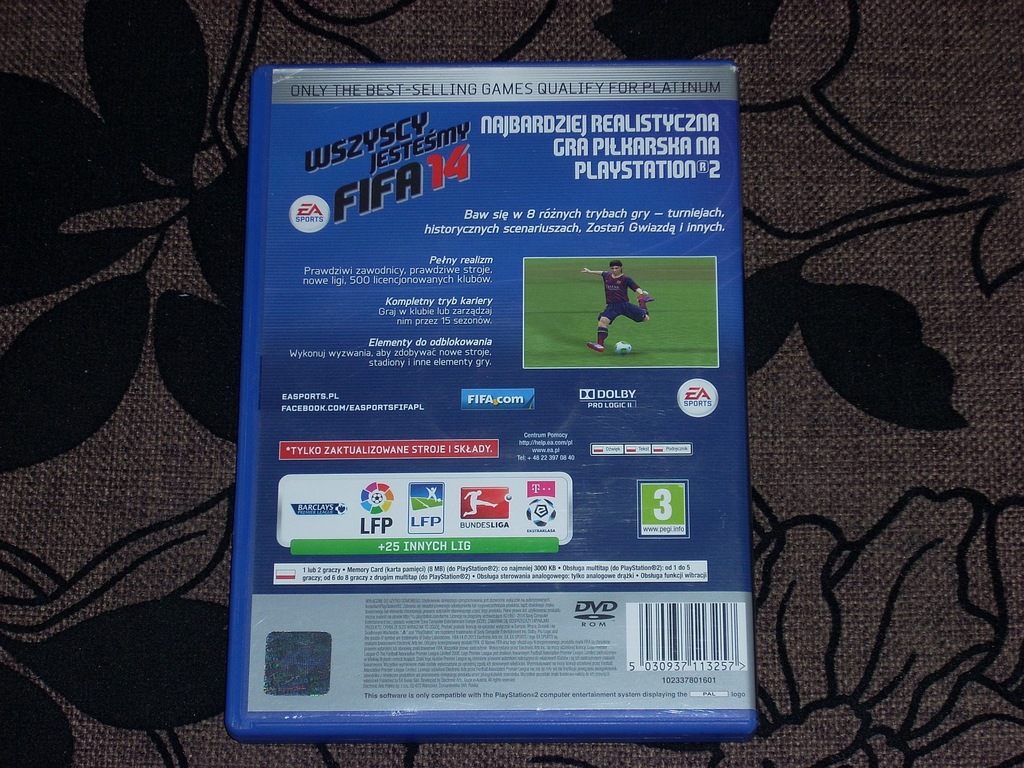 ONLY THE BEST-SELLING GAMES QUALIFY FOR PLATINUM
WSZYSCY
JESTEŚMY
FIFA 14
EA
SPORTS
NAJBARDZIEJ REALISTYCZNA
GRA PIŁKARSKA NA
PLAYSTATION®2
Baw się w 8 różnych trybach gry – turniejach,
historycznych scenariuszach, Zostań Gwiazdą i innych.
Pełny realizm
Prawdziwi zawodnicy, prawdziwe stroje,
nowe ligi, 500 licencjonowanych klubów.
Kompletny tryb kariery
Graj w klubie lub zarządzaj
nim przez 15 sezonów.
Elementy do odblokowania
Wykonuj wyzwania, aby zdobywać nowe stroje,
stadiony i inne elementy gry.
EASPORTS.PL
FACEBOOK.COM/EASPORTSFIFAPL
FIFA.com
DOLBY
PRO LOGIC II
EA
SPORTS
*TYLKO ZAKTUALIZOWANE STROJE I SKŁADY.
Centrum Pomocy
http://help.ea.com/pl
www.ea.pl
Tel: + 48 22 397 08 40
Dźwięk Tekst Podręcznik
BARCLAYS
PREMIER LEAGUE
LFP
LFP
BUNDESLIGA
T
EKSTRAKLASA
+25 INNYCH LIG
3
www.pegi.info
1 lub 2 graczy • Memory Card (karta pamięci) (8 MB) (do PlayStation®2): co najmniej 3000 KB • Obsługa multitap (do PlayStation®2): od 1 do 5
graczy; od 6 do 8 graczy z drugim multitap (do PlayStation®2) • Obsługa sterowania analogowego: tylko analogowe drążki • Obsługa funkcji wibracji
DVD
ROM
5 030937 113257
102337801601
This software is only compatible with the PlayStation®2 computer entertainment system displaying the PAL logo